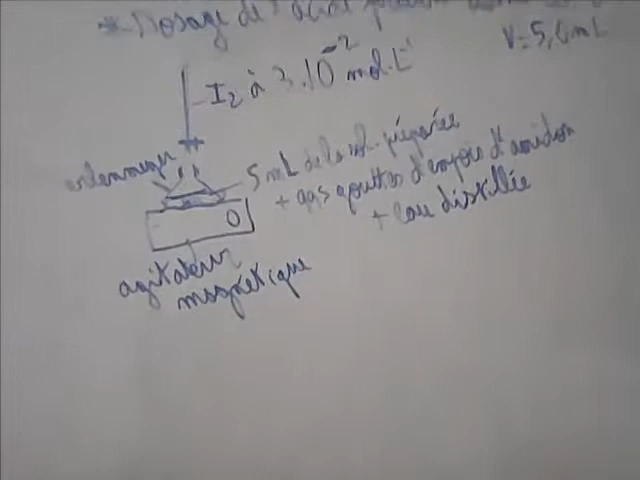 * Dosage de l'acide
V = 5,0 mL
I₂ à 3.10⁻² mol.L⁻¹
erlenmeyer
5 mL de la sol. préparée
+ qqs gouttes d'empois d'amidon
+ eau distillée
agitateur
magnétique